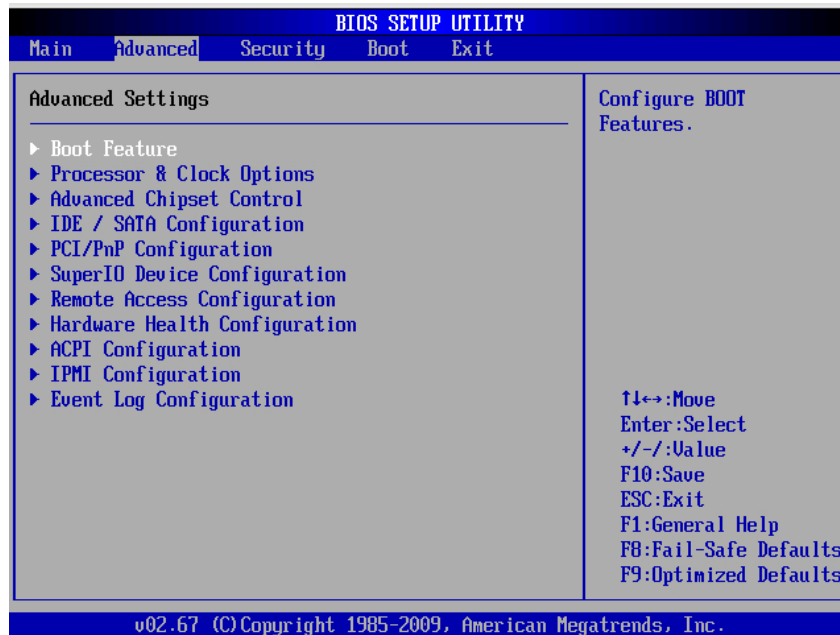 BIOS SETUP UTILITY
Main Advanced Security Boot Exit
Advanced Settings
▶ Boot Feature
▶ Processor & Clock Options
▶ Advanced Chipset Control
▶ IDE / SATA Configuration
▶ PCI/PnP Configuration
▶ SuperIO Device Configuration
▶ Remote Access Configuration
▶ Hardware Health Configuration
▶ ACPI Configuration
▶ IPMI Configuration
▶ Event Log Configuration
Configure BOOT
Features.
↑↓←→:Move
Enter:Select
+/-/:Value
F10:Save
ESC:Exit
F1:General Help
F8:Fail-Safe Defaults
F9:Optimized Defaults
v02.67 (C)Copyright 1985-2009, American Megatrends, Inc.